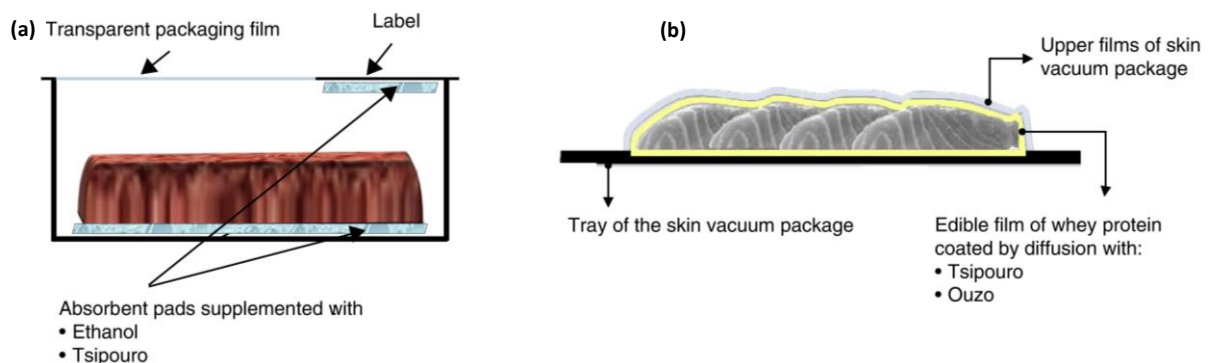 (a)
Transparent packaging film
Label
Absorbent pads supplemented with
• Ethanol
• Tsipouro
(b)
Upper films of skin
vacuum package
Tray of the skin vacuum package
Edible film of whey protein
coated by diffusion with:
• Tsipouro
• Ouzo